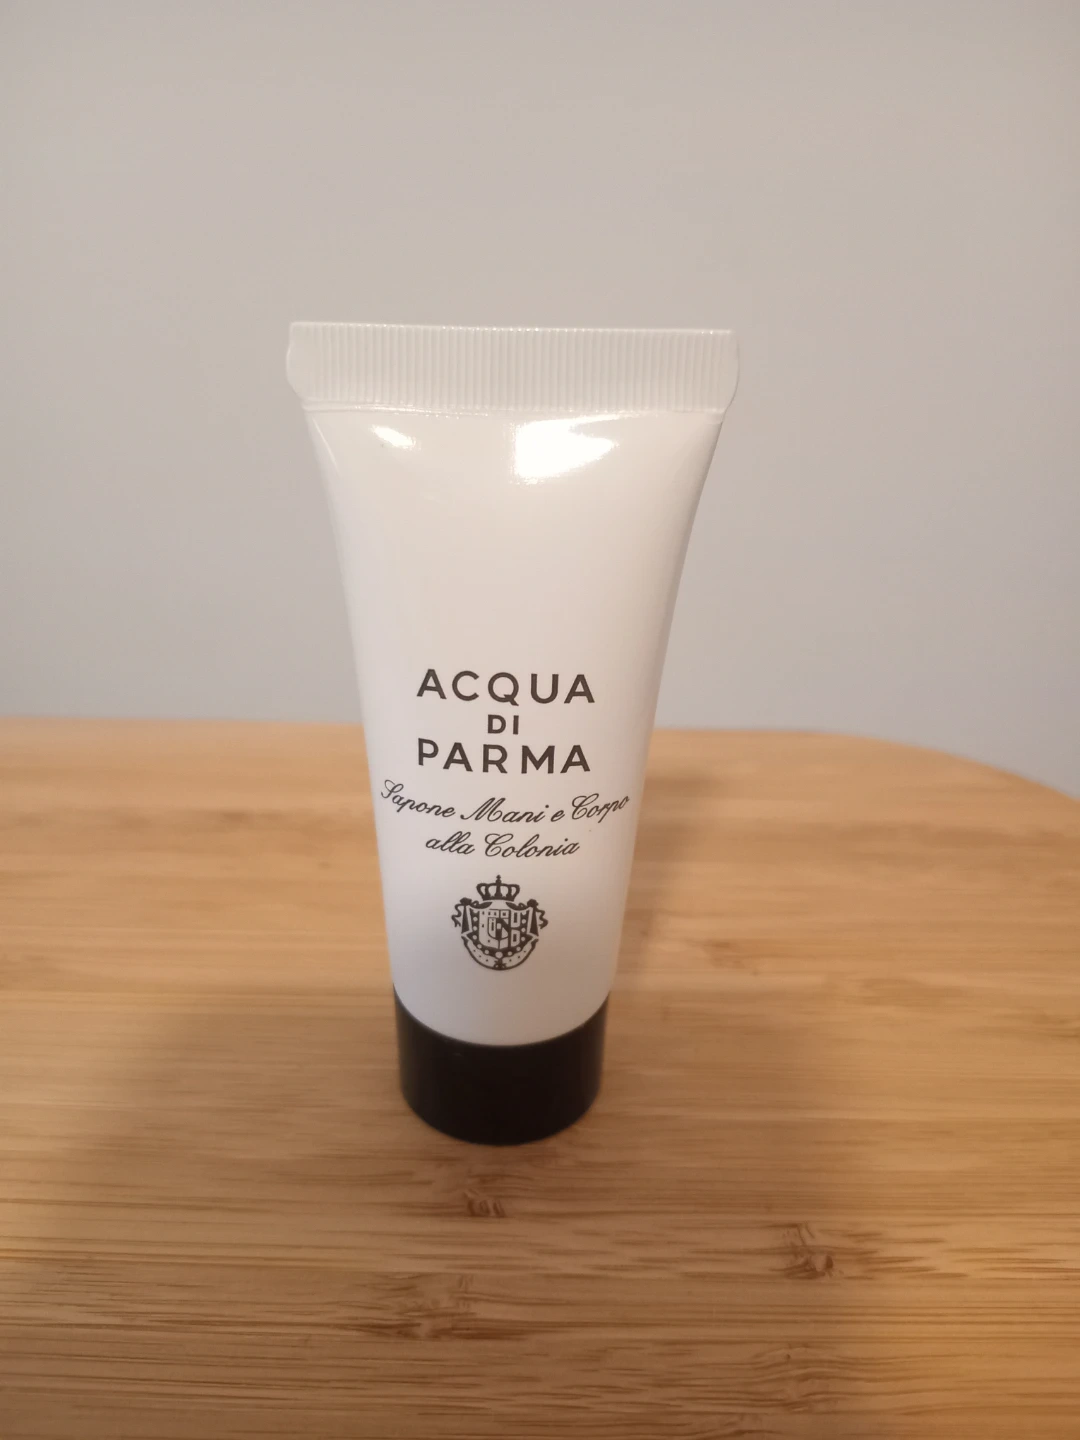 ACQUA
DI
PARMA
Sapone Mani e Corpo
alla Colonia